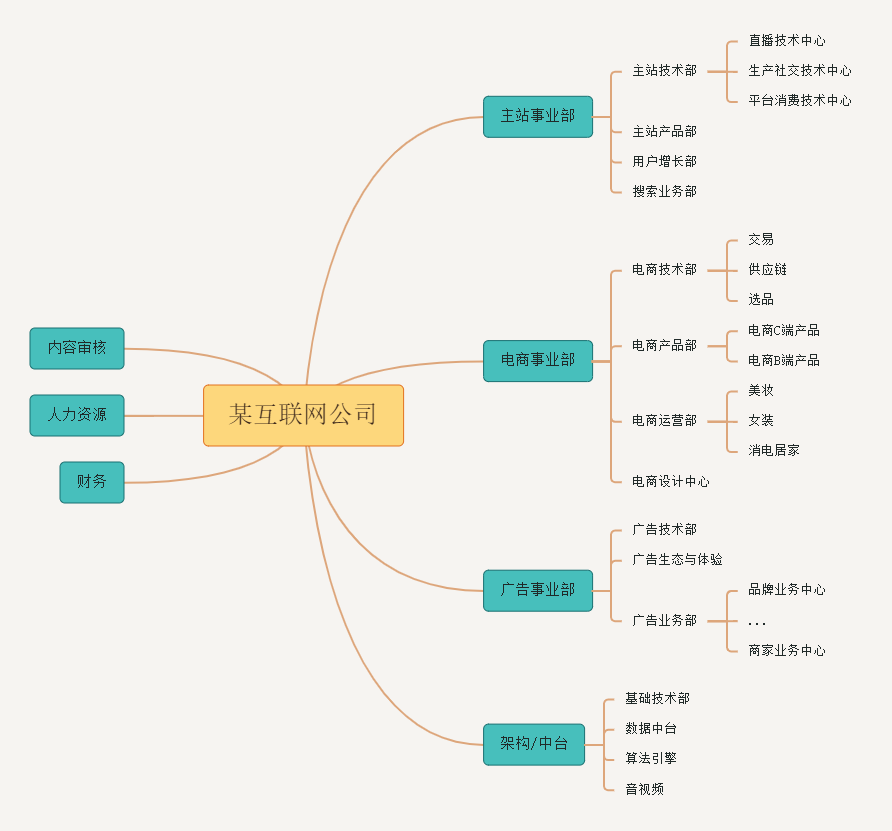 某互联网公司
主站事业部
主站技术部
直播技术中心
生产社交技术中心
平台消费技术中心
主站产品部
用户增长部
搜索业务部
电商事业部
电商技术部
交易
供应链
选品
电商产品部
电商C端产品
电商B端产品
电商运营部
美妆
女装
消电居家
电商设计中心
广告事业部
广告技术部
广告生态与体验
广告业务部
品牌业务中心
...
商家业务中心
架构/中台
基础技术部
数据中台
算法引擎
音视频
内容审核
人力资源
财务